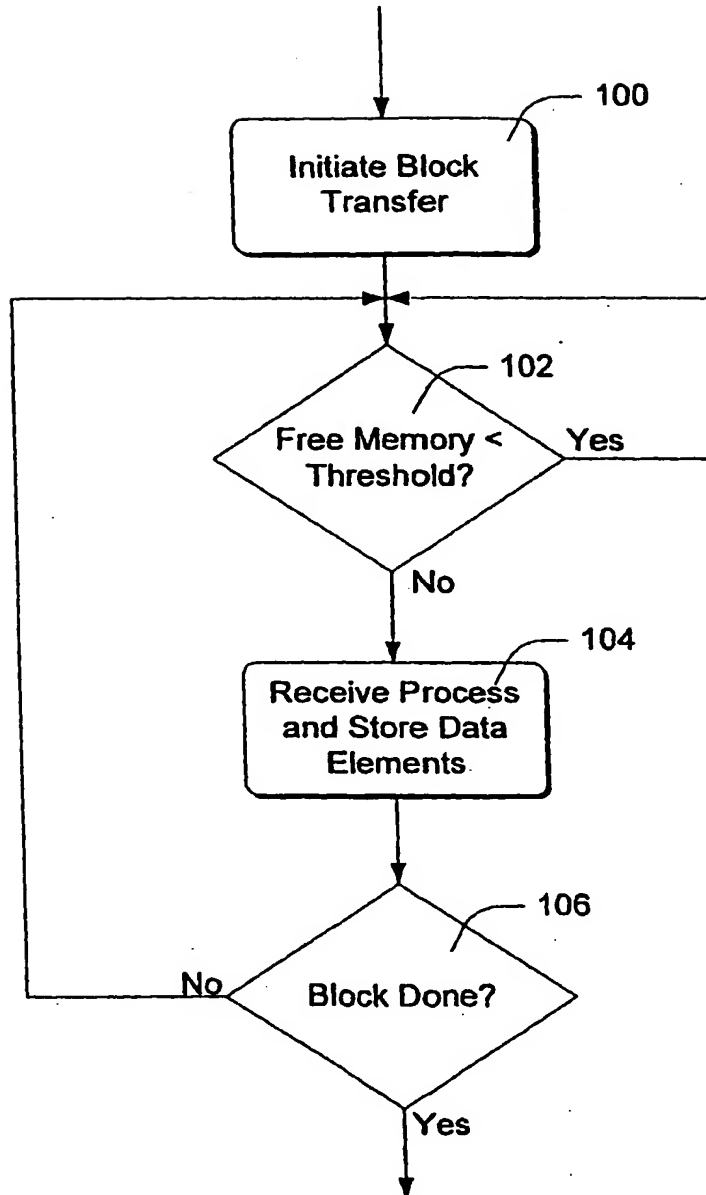 100
Initiate Block
Transfer
102
Free Memory <
Threshold?
Yes
No
104
Receive Process
and Store Data
Elements
106
No
Block Done?
Yes